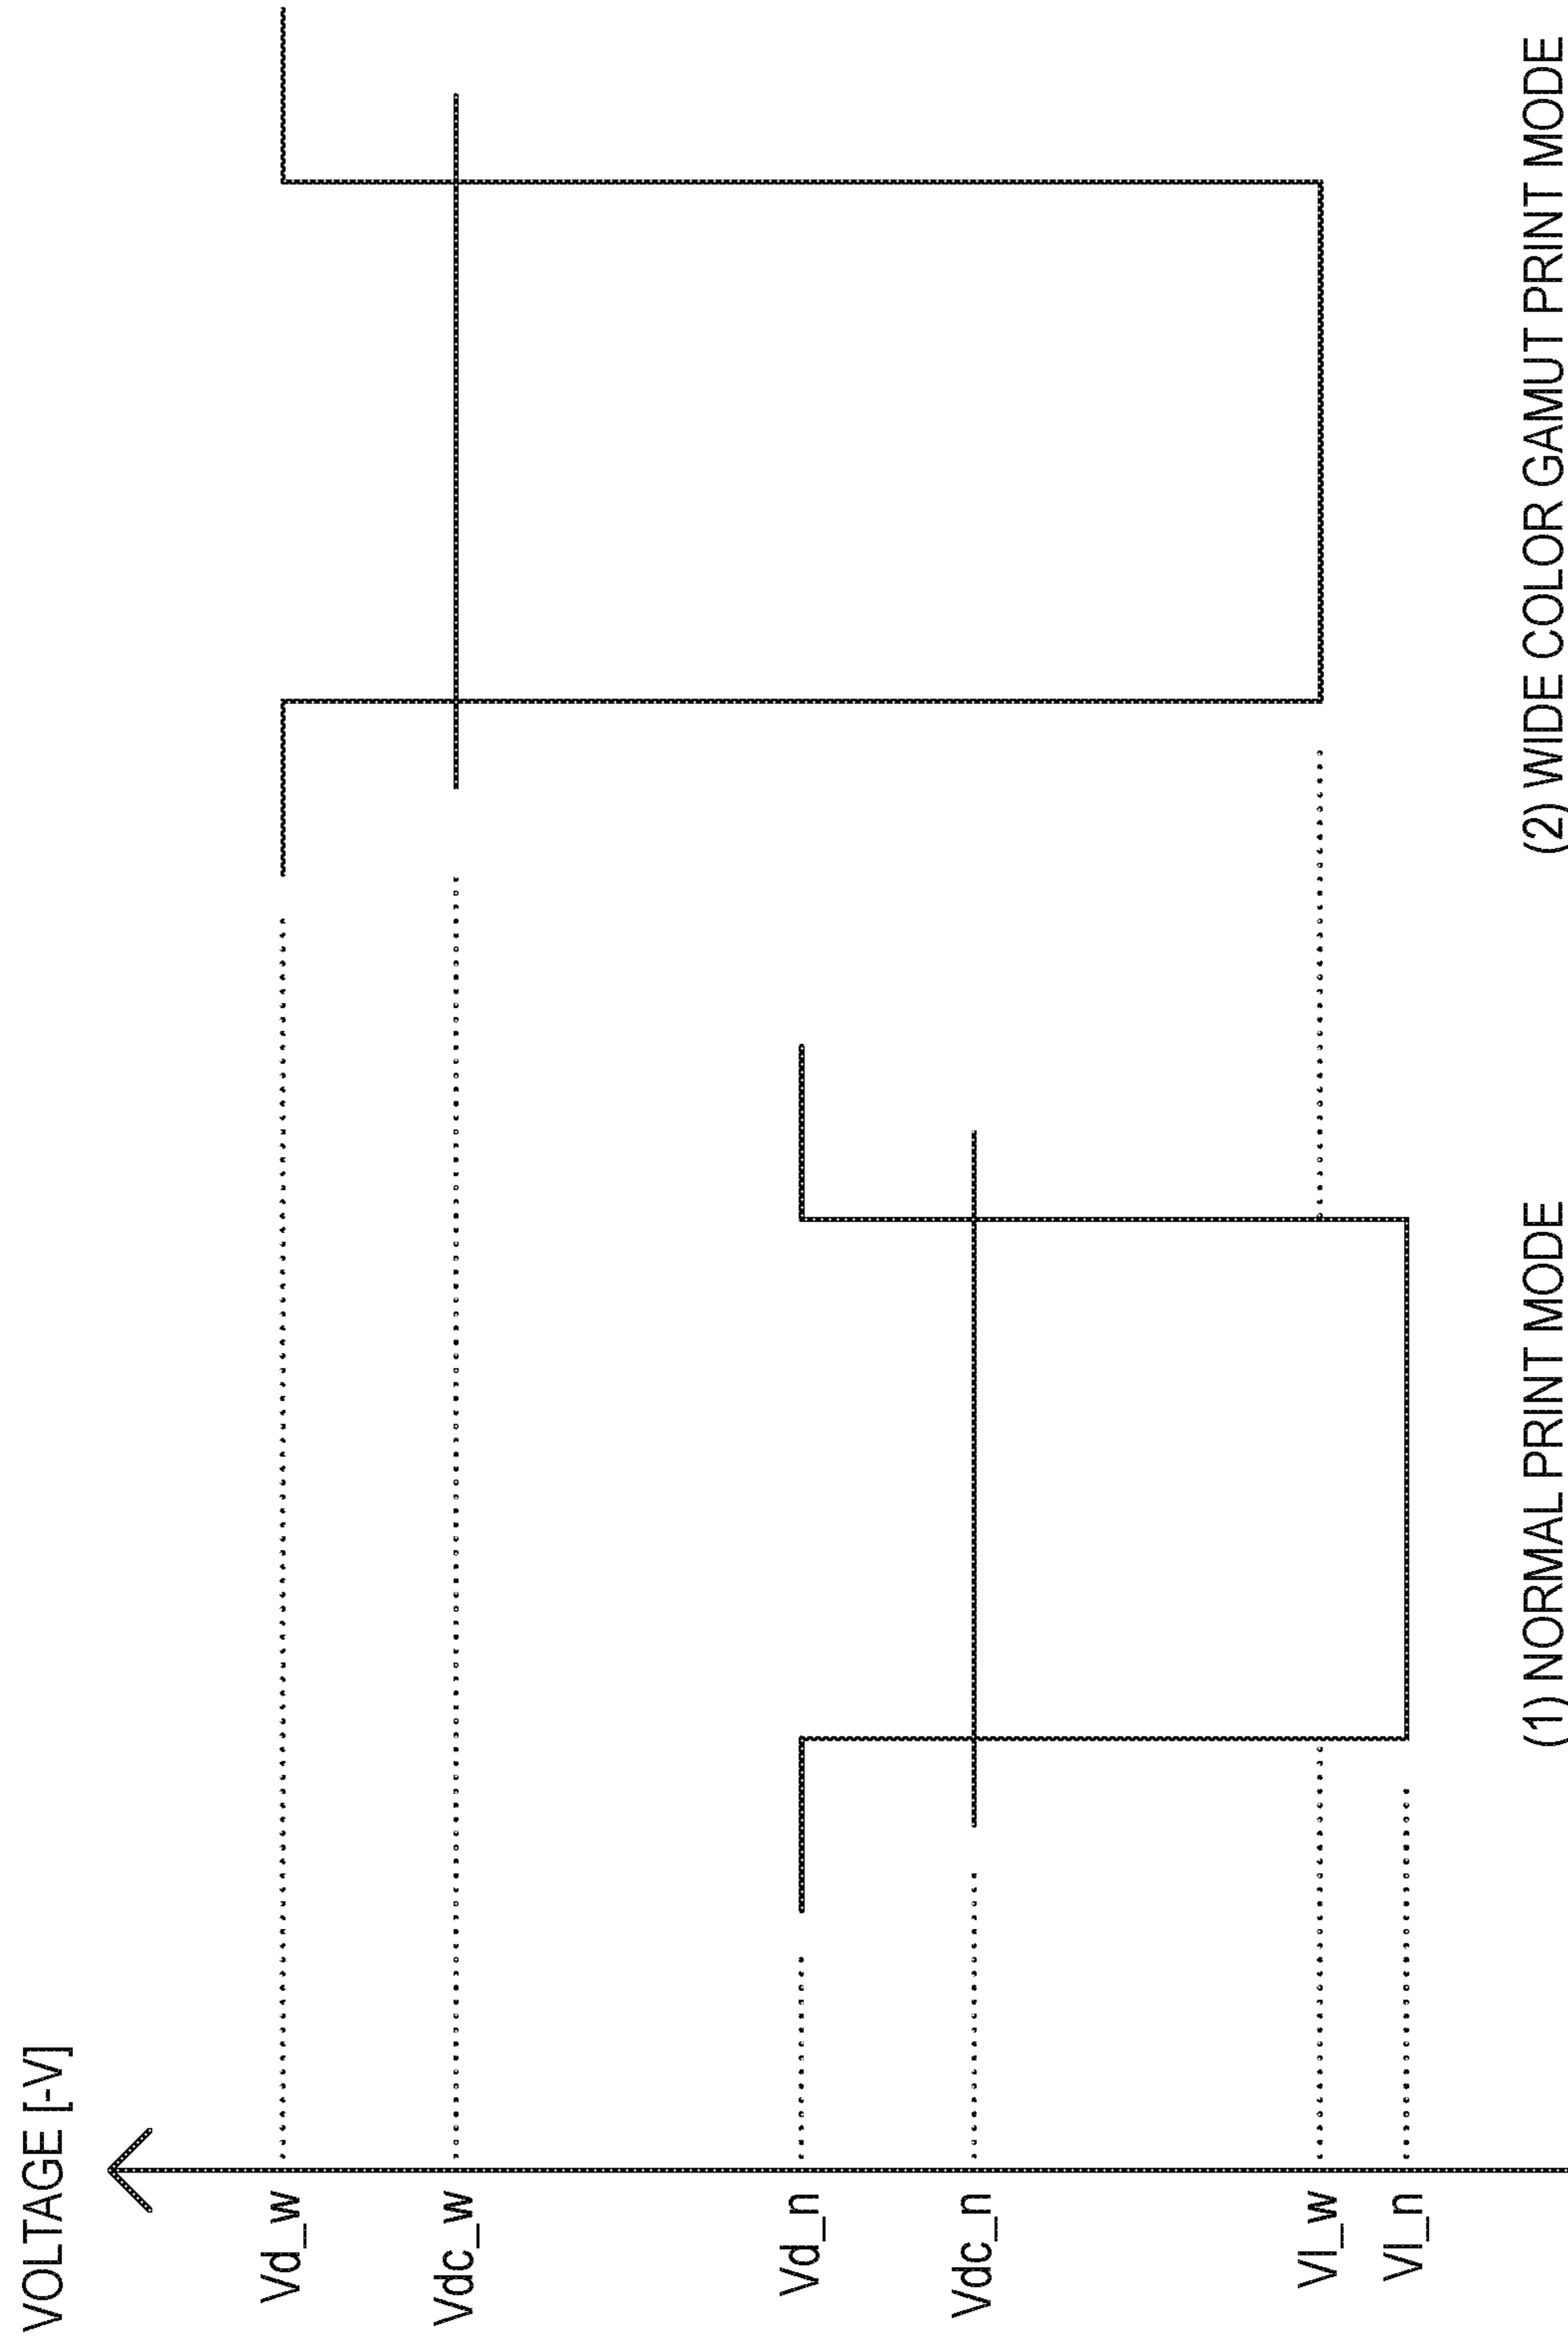 VOLTAGE [-V]
Vd_w
Vdc_w
Vd_n
Vdc_n
Vl_w
Vl_n
(1) NORMAL PRINT MODE
(2) WIDE COLOR GAMUT PRINT MODE